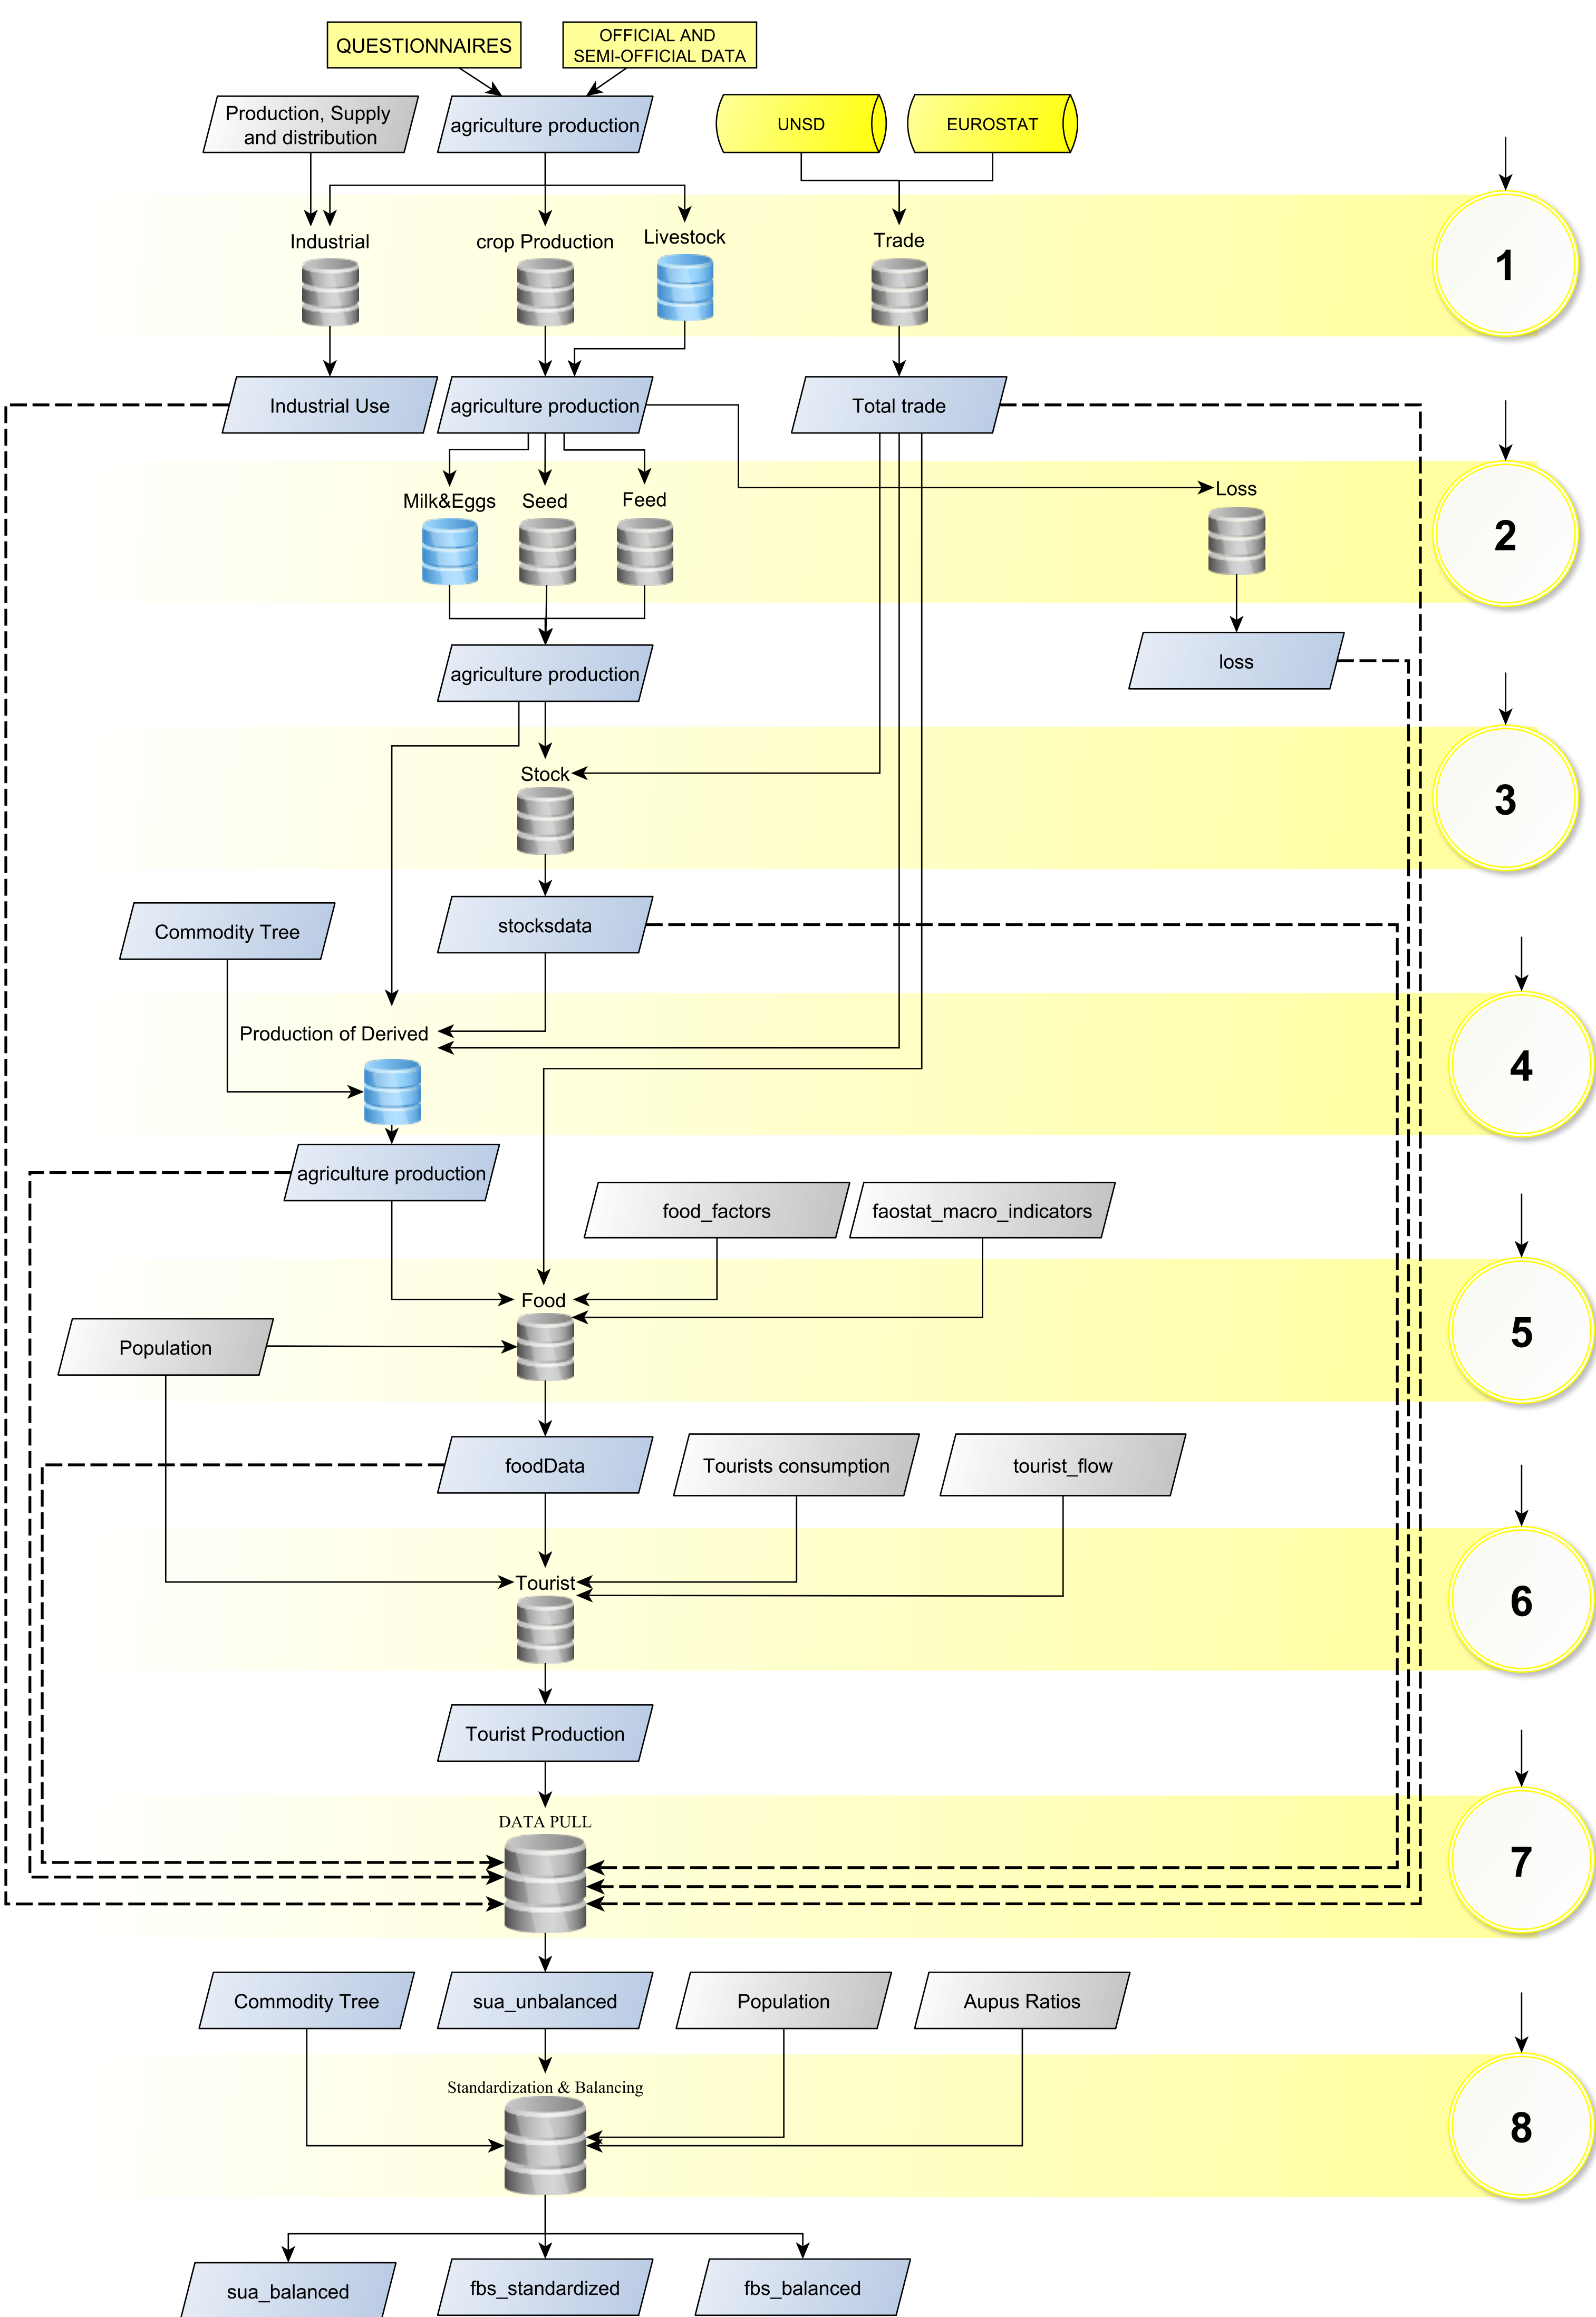 QUESTIONNAIRES
OFFICIAL AND
SEMI-OFFICIAL DATA
Production, Supply
and distribution
agriculture production
UNSD
EUROSTAT
Industrial
crop Production
Livestock
Trade
1
Industrial Use
agriculture production
Total trade
Milk&Eggs
Seed
Feed
Loss
2
agriculture production
loss
Stock
3
Commodity Tree
stocksdata
Production of Derived
4
agriculture production
food_factors
faostat_macro_indicators
Food
5
Population
foodData
Tourists consumption
tourist_flow
Tourist
6
Tourist Production
DATA PULL
7
Commodity Tree
sua_unbalanced
Population
Aupus Ratios
Standardization & Balancing
8
sua_balanced
fbs_standardized
fbs_balanced